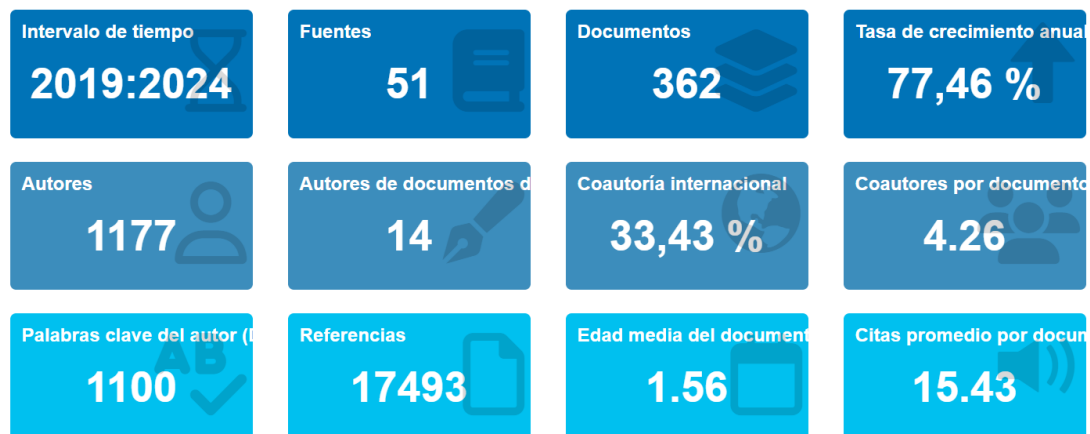 Intervalo de tiempo
2019:2024
Fuentes
51
Documentos
362
Tasa de crecimiento anual
77,46 %
Autores
1177
Autores de documentos d
14
Coautoría internacional
33,43 %
Coautores por documento
4.26
Palabras clave del autor (D
1100
Referencias
17493
Edad media del document
1.56
Citas promedio por docum
15.43